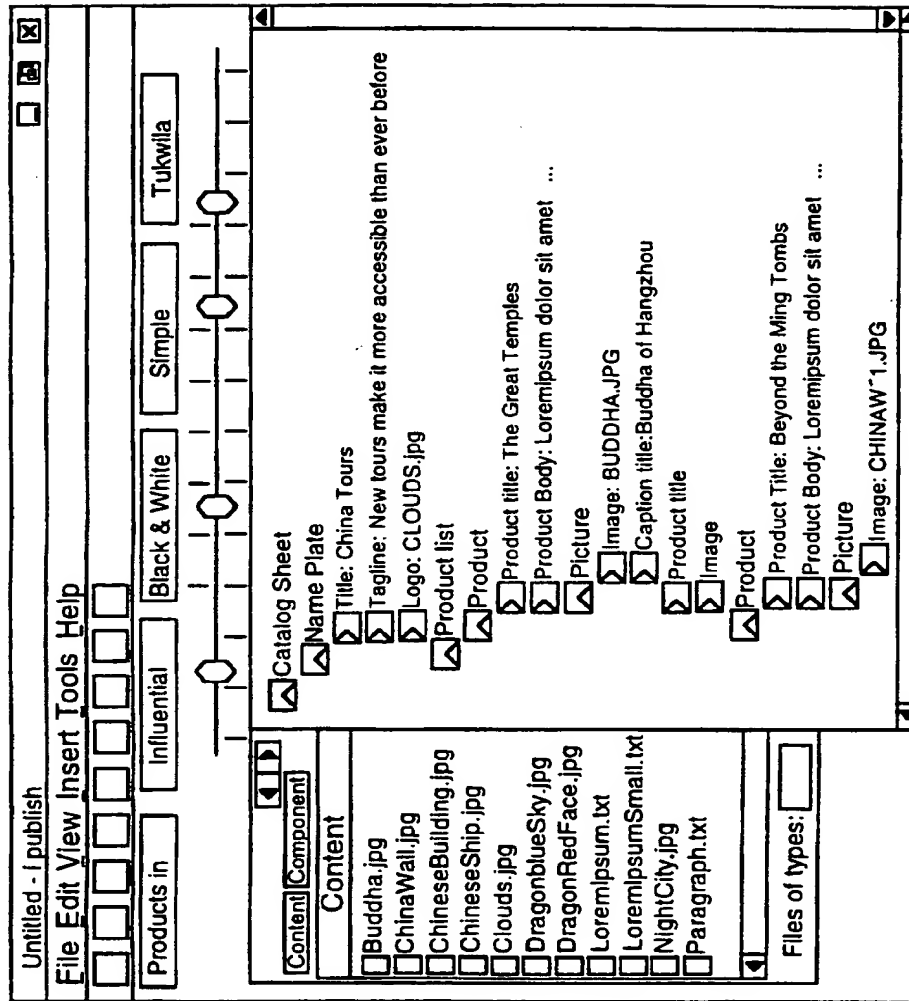 Untitled - I publish
File Edit View Insert Tools Help
Products in Influential Black & White Simple Tukwila
Content Component
Content
Buddha.jpg
ChinaWall.jpg
ChineseBuilding.jpg
ChineseShip.jpg
Clouds.jpg
DragonblueSky.jpg
DragonRedFace.jpg
LoremIpsum.txt
LoremIpsumSmall.txt
NightCity.jpg
Paragraph.txt
Files of types:
Catalog Sheet
Name Plate
Title: China Tours
Tagline: New tours make it more accessible than ever before
Logo: CLOUDS.jpg
Product list
Product
Product title: The Great Temples
Product Body: LoremIpsum dolor sit amet ...
Picture
Image: BUDDHA.JPG
Caption title:Buddha of Hangzhou
Product title
Image
Product
Product Title: Beyond the Ming Tombs
Product Body: LoremIpsum dolor sit amet ...
Picture
Image: CHINAW~1.JPG